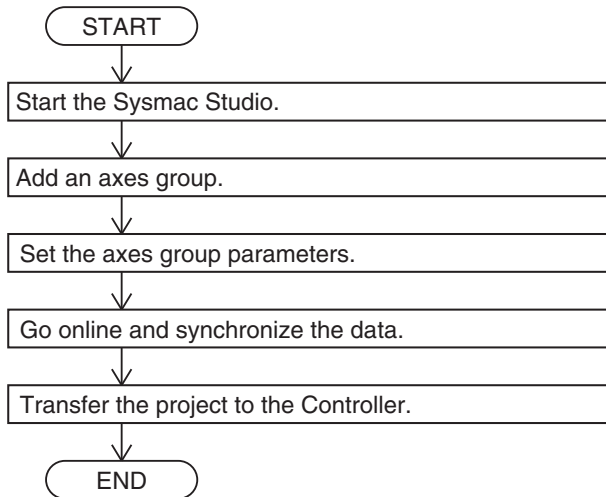 START
Start the Sysmac Studio.
Add an axes group.
Set the axes group parameters.
Go online and synchronize the data.
Transfer the project to the Controller.
END